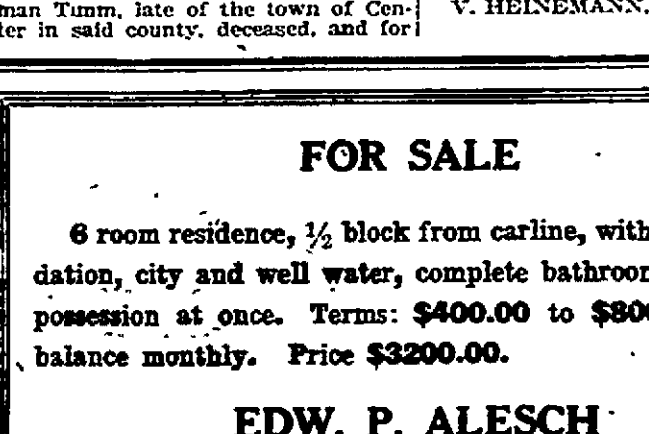 man Timm, late of the town of Cen-
ter in said county, deceased, and for
V. HEINEMANN.
FOR SALE
6 room residence, ½ block from carline, with
dation, city and well water, complete bathroom
possession at once. Terms: $400.00 to $800
balance monthly. Price $3200.00.
EDW. P. ALESCH